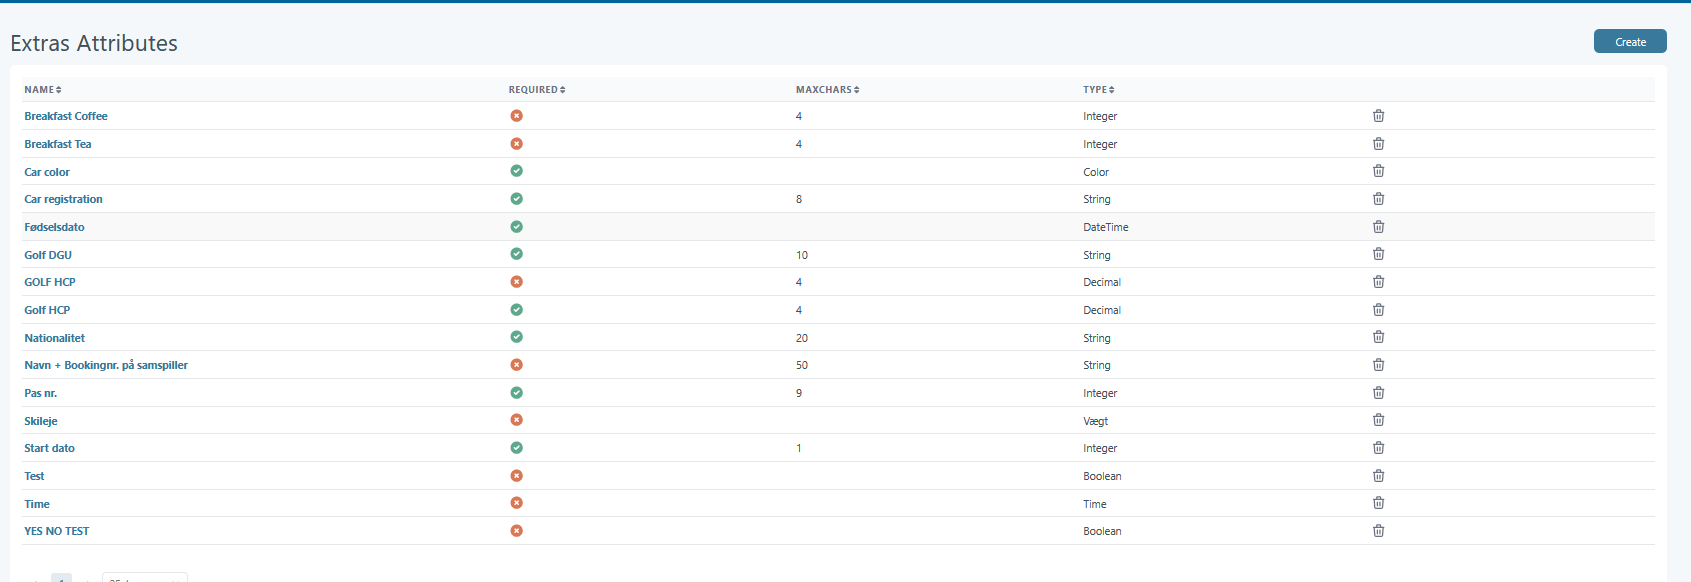 Extras Attributes
Create
NAME REQUIRED MAXCHARS TYPE
Breakfast Coffee 4 Integer
Breakfast Tea 4 Integer
Car color Color
Car registration 8 String
Fødselsdato DateTime
Golf DGU 10 String
GOLF HCP 4 Decimal
Golf HCP 4 Decimal
Nationalitet 20 String
Navn + Bookingnr. på samspiller 50 String
Pas nr. 9 Integer
Skileje Vægt
Start dato 1 Integer
Test Boolean
Time Time
YES NO TEST Boolean